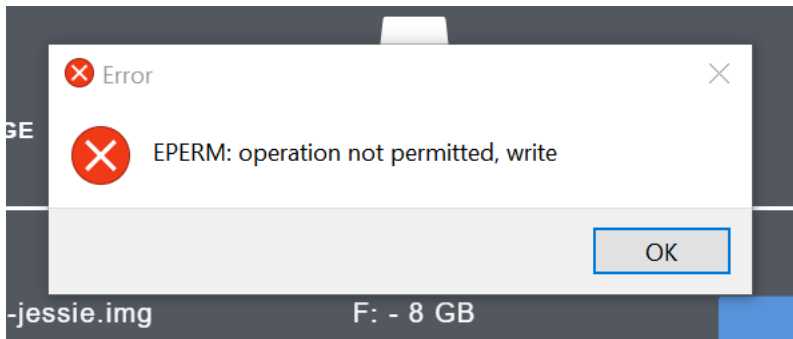 Error
GE
EPERM: operation not permitted, write
OK
-jessie.img F: - 8 GB